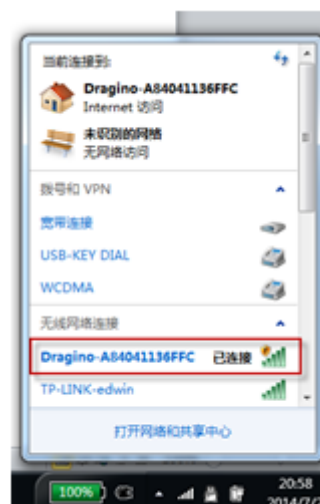 当前连接到:
Dragino-A84041136FFC
Internet 访问
未识别的网络
无网络访问
拨号和 VPN
宽带连接
USB-KEY DIAL
WCDMA
无线网络连接
Dragino-A84041136FFC 已连接
TP-LINK-edwin
打开网络和共享中心
100%
20:58